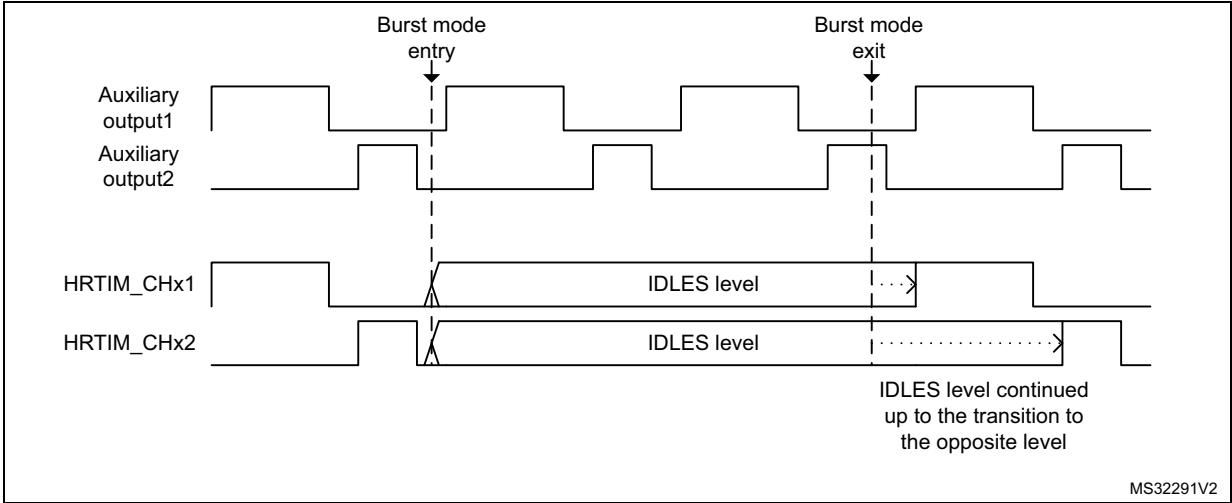 Burst mode
entry
Burst mode
exit
Auxiliary
output1
Auxiliary
output2
HRTIM_CHx1
IDLES level
HRTIM_CHx2
IDLES level
IDLES level continued
up to the transition to
the opposite level
MS32291V2